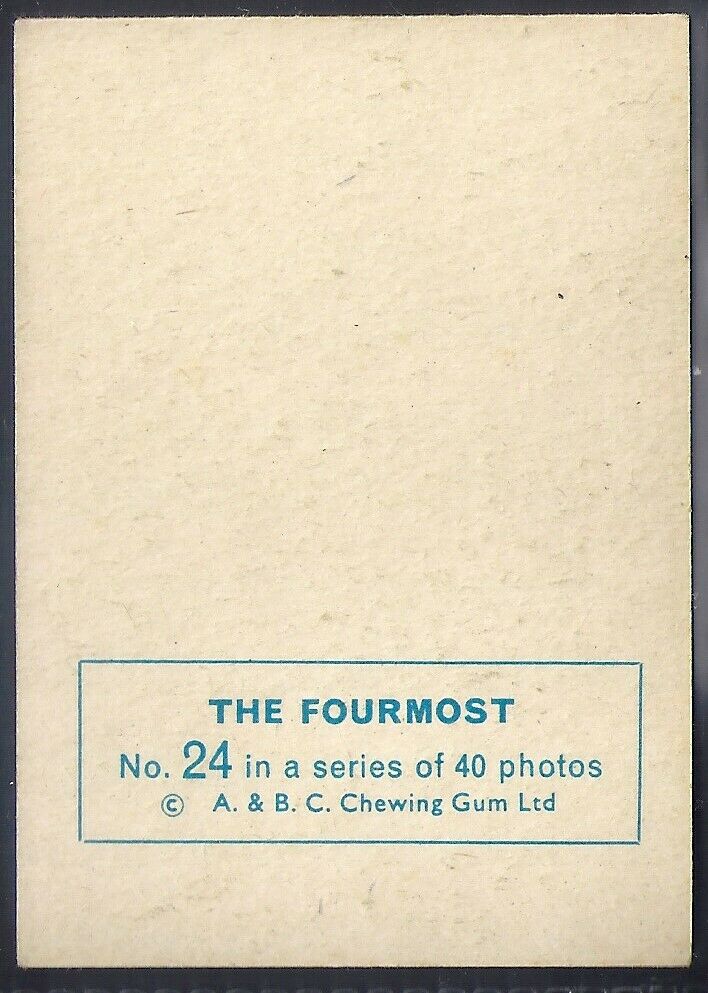 THE FOURMOST
No. 24 in a series of 40 photos
© A. & B. C. Chewing Gum Ltd